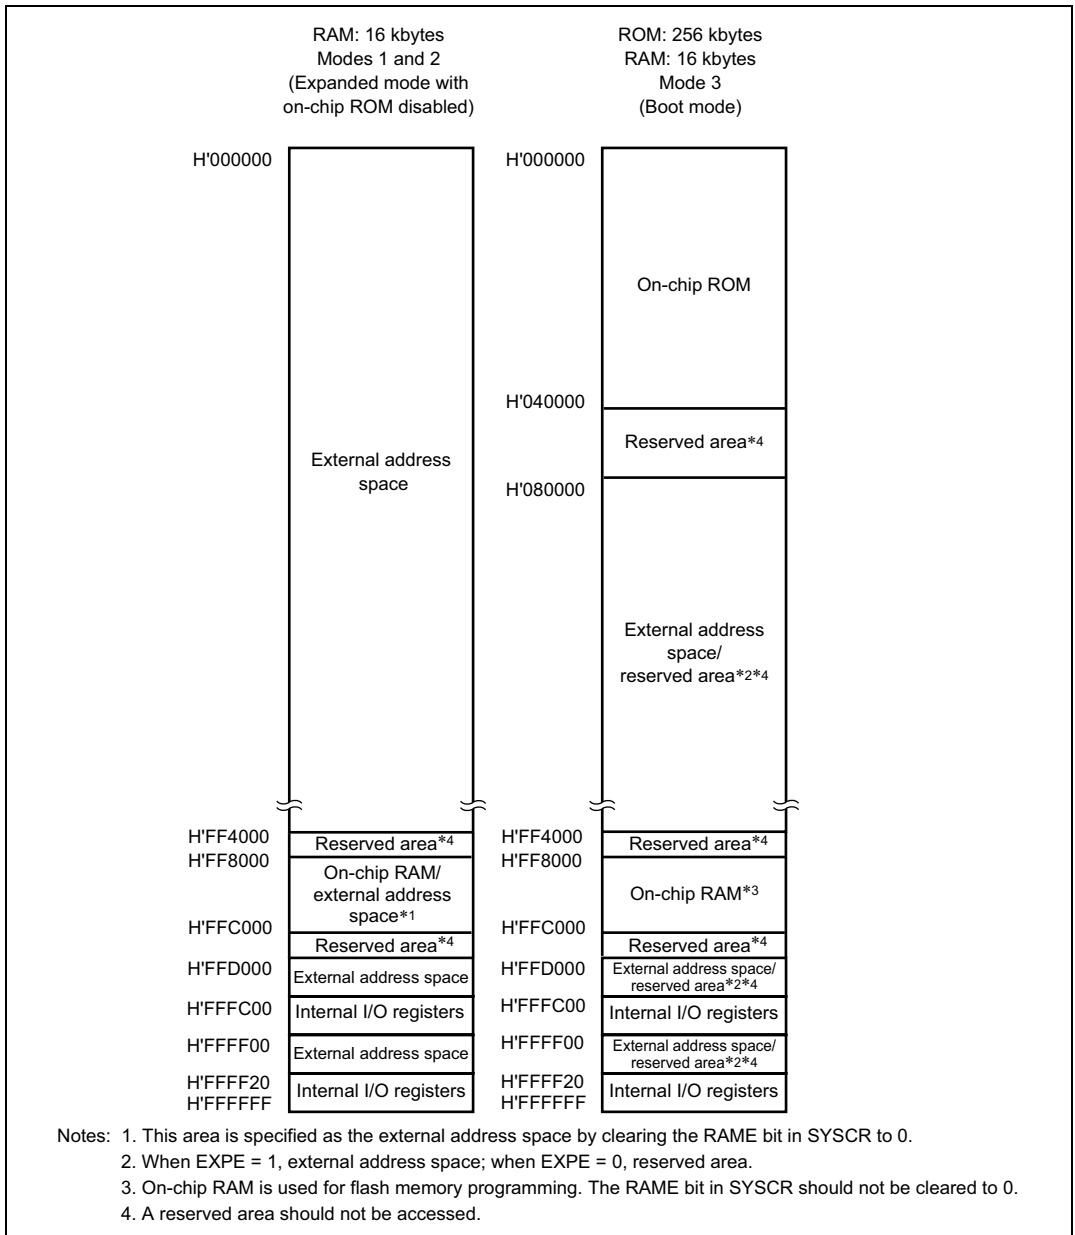 RAM: 16 kbytes
Modes 1 and 2
(Expanded mode with
on-chip ROM disabled)
ROM: 256 kbytes
RAM: 16 kbytes
Mode 3
(Boot mode)
H'000000
External address
space
H'FF4000
Reserved area*4
H'FF8000
On-chip RAM/
external address
space*1
H'FFC000
Reserved area*4
H'FFD000
External address space
H'FFFC00
Internal I/O registers
H'FFFF00
External address space
H'FFFF20
Internal I/O registers
H'FFFFFF
H'000000
On-chip ROM
H'040000
Reserved area*4
H'080000
External address
space/
reserved area*2*4
H'FF4000
Reserved area*4
H'FF8000
On-chip RAM*3
H'FFC000
Reserved area*4
H'FFD000
External address space/
reserved area*2*4
H'FFFC00
Internal I/O registers
H'FFFF00
External address space/
reserved area*2*4
H'FFFF20
Internal I/O registers
H'FFFFFF
Notes: 1. This area is specified as the external address space by clearing the RAME bit in SYSCR to 0.
2. When EXPE = 1, external address space; when EXPE = 0, reserved area.
3. On-chip RAM is used for flash memory programming. The RAME bit in SYSCR should not be cleared to 0.
4. A reserved area should not be accessed.